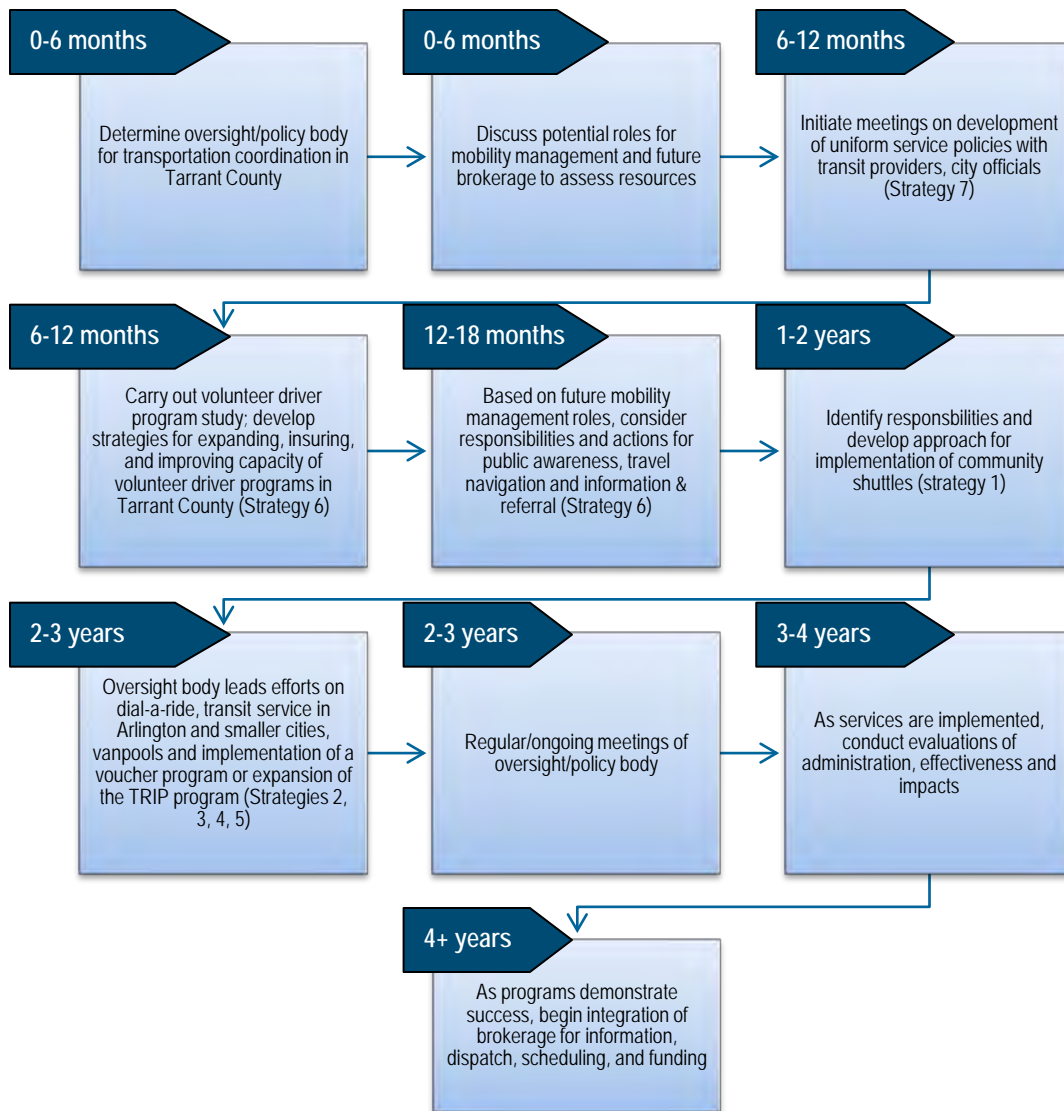 0-6 months
Determine oversight/policy body
for transportation coordination in
Tarrant County
0-6 months
Discuss potential roles for
mobility management and future
brokerage to assess resources
6-12 months
Initiate meetings on development
of uniform service policies with
transit providers, city officials
(Strategy 7)
6-12 months
Carry out volunteer driver
program study; develop
strategies for expanding, insuring,
and improving capacity of
volunteer driver programs in
Tarrant County (Strategy 6)
12-18 months
Based on future mobility
management roles, consider
responsibilities and actions for
public awareness, travel
navigation and information &
referral (Strategy 6)
1-2 years
Identify responsbilities and
develop approach for
implementation of community
shuttles (strategy 1)
2-3 years
Oversight body leads efforts on
dial-a-ride, transit service in
Arlington and smaller cities,
vanpools and implementation of a
voucher program or expansion of
the TRIP program (Strategies 2,
3, 4, 5)
2-3 years
Regular/ongoing meetings of
oversight/policy body
3-4 years
As services are implemented,
conduct evaluations of
administration, effectiveness and
impacts
4+ years
As programs demonstrate
success, begin integration of
brokerage for information,
dispatch, scheduling, and funding